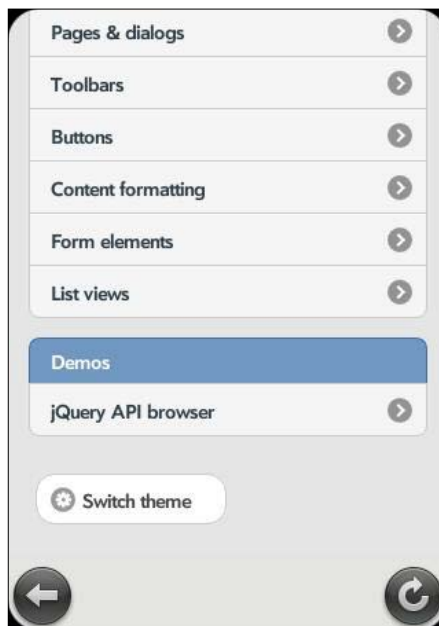 Pages & dialogs
Toolbars
Buttons
Content formatting
Form elements
List views
Demos
jQuery API browser
Switch theme